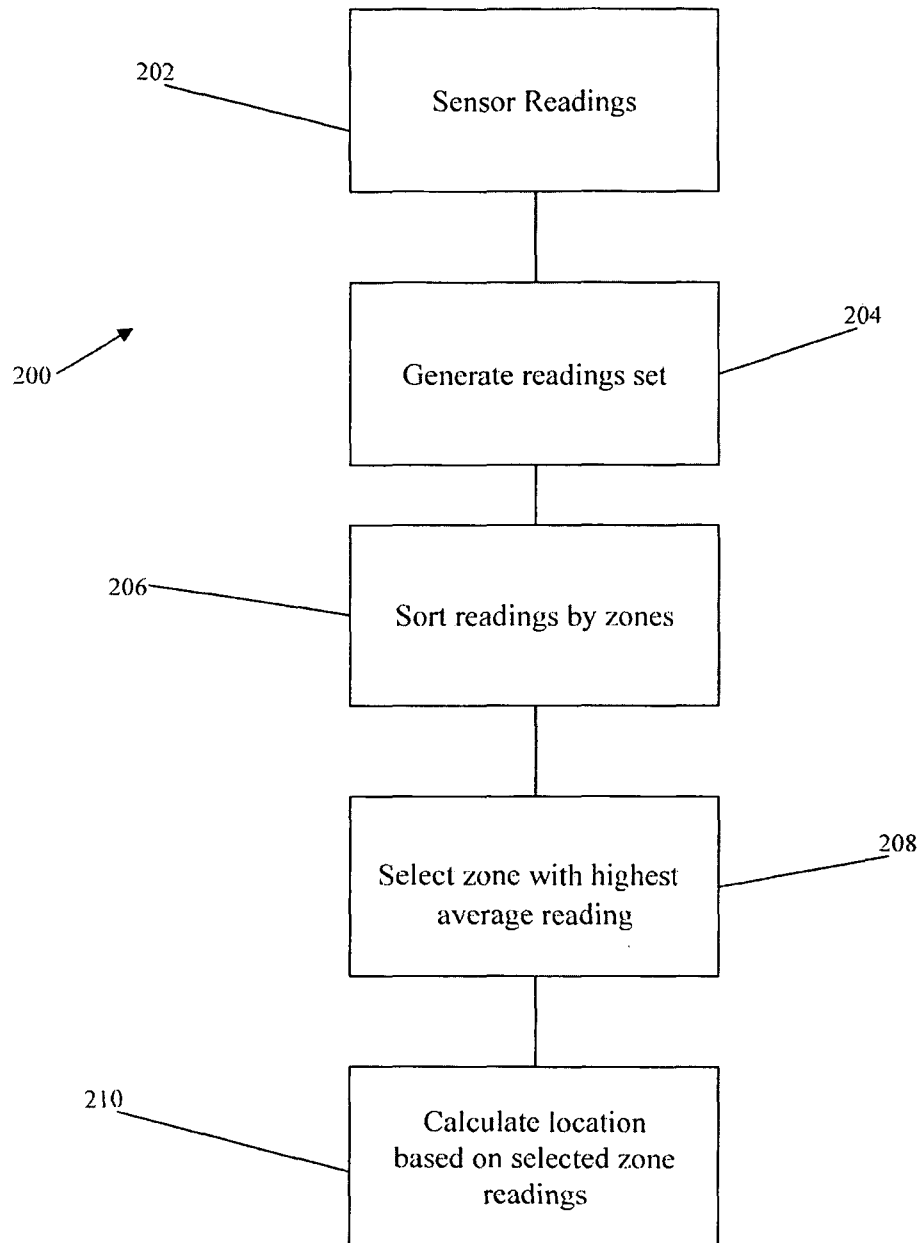 202
Sensor Readings
204
200
Generate readings set
206
Sort readings by zones
208
Select zone with highest
average reading
210
Calculate location
based on selected zone
readings